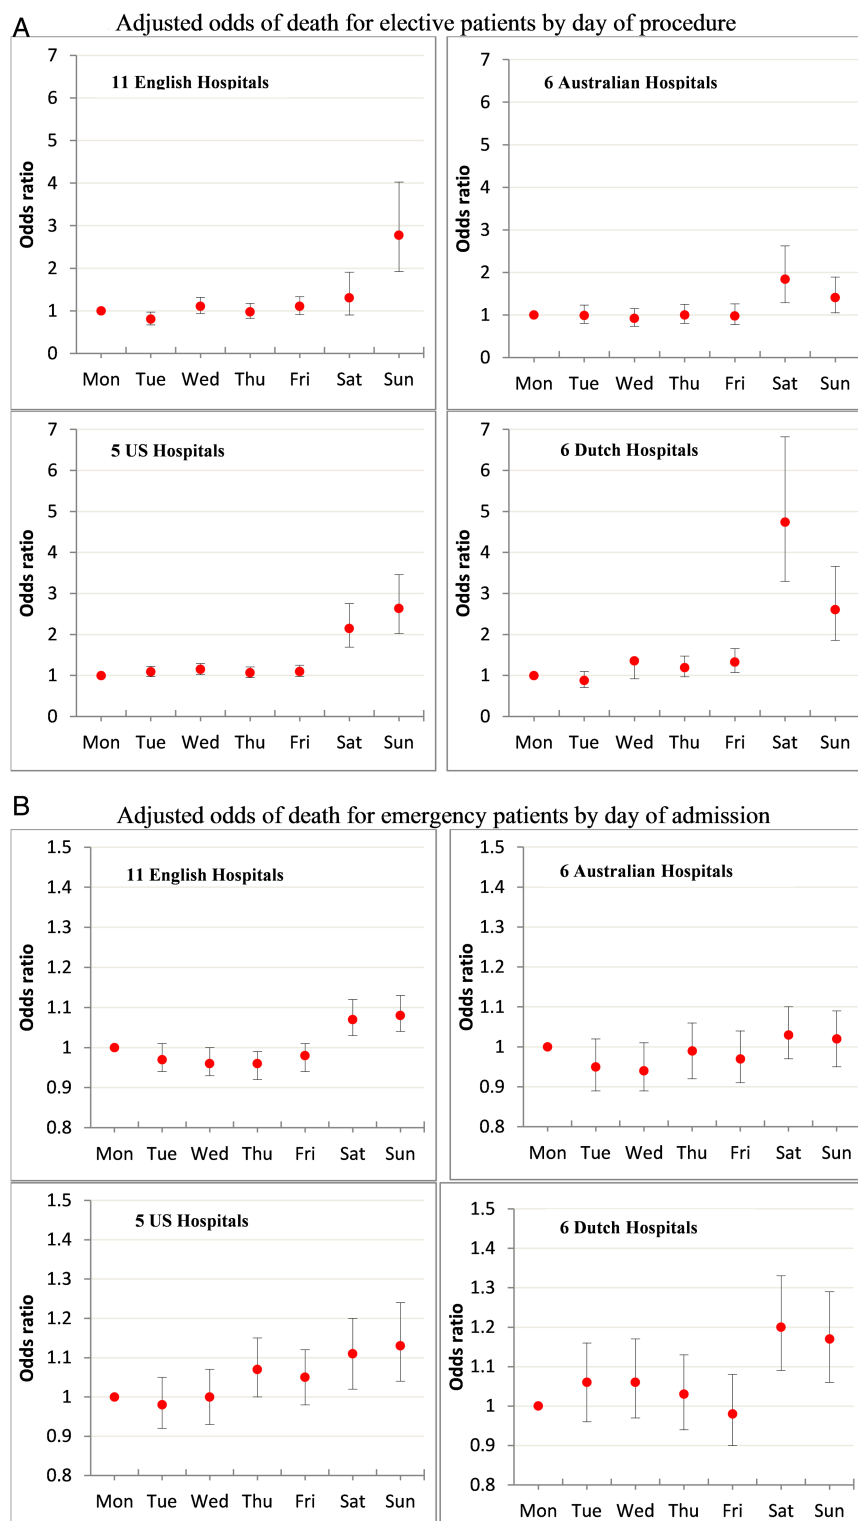 A
Adjusted odds of death for elective patients by day of procedure
11 English Hospitals
Odds ratio
7
6
5
4
3
2
1
0
Mon Tue Wed Thu Fri Sat Sun
6 Australian Hospitals
Odds ratio
7
6
5
4
3
2
1
0
Mon Tue Wed Thu Fri Sat Sun
5 US Hospitals
Odds ratio
7
6
5
4
3
2
1
0
Mon Tue Wed Thu Fri Sat Sun
6 Dutch Hospitals
Odds ratio
7
6
5
4
3
2
1
0
Mon Tue Wed Thu Fri Sat Sun
B
Adjusted odds of death for emergency patients by day of admission
11 English Hospitals
Odds ratio
1.5
1.4
1.3
1.2
1.1
1
0.9
0.8
Mon Tue Wed Thu Fri Sat Sun
6 Australian Hospitals
Odds ratio
1.5
1.4
1.3
1.2
1.1
1
0.9
0.8
Mon Tue Wed Thu Fri Sat Sun
5 US Hospitals
Odds ratio
1.5
1.4
1.3
1.2
1.1
1
0.9
0.8
Mon Tue Wed Thu Fri Sat Sun
6 Dutch Hospitals
Odds ratio
1.5
1.4
1.3
1.2
1.1
1
0.9
0.8
Mon Tue Wed Thu Fri Sat Sun